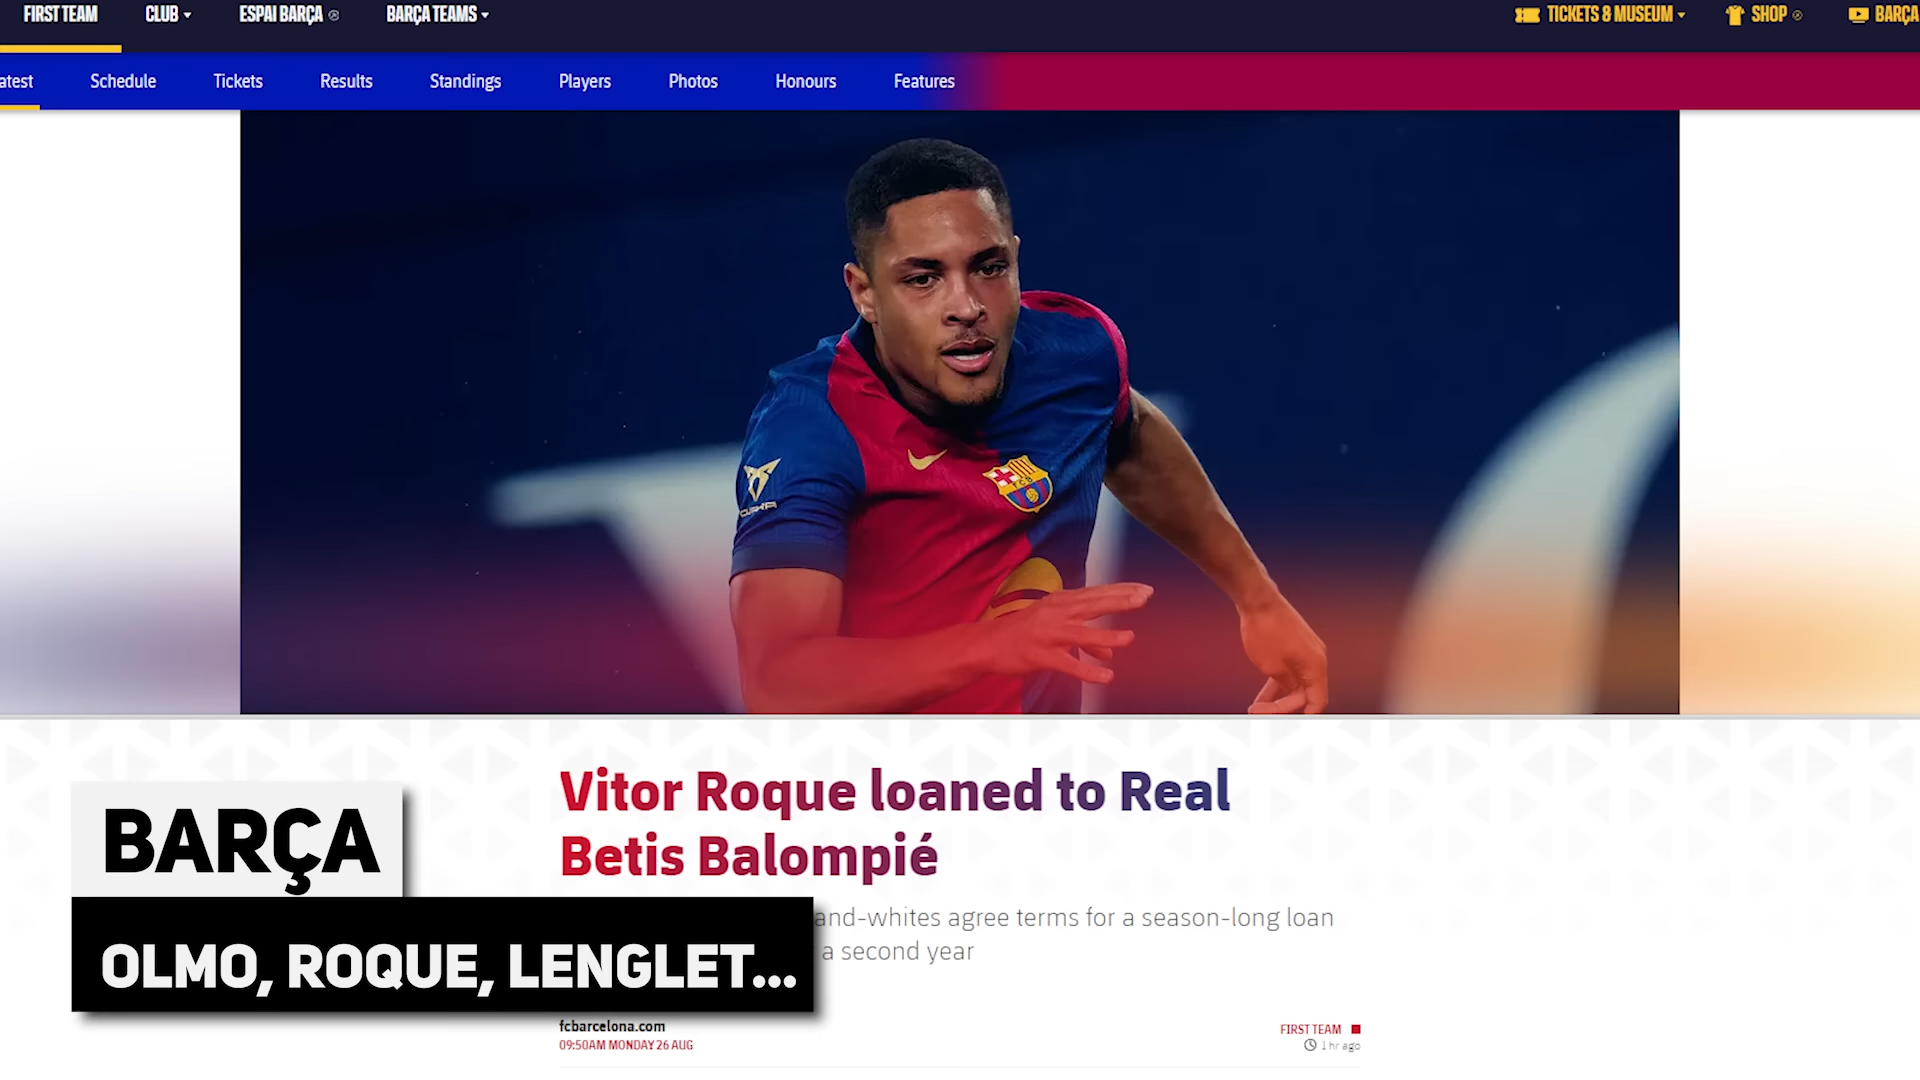 FIRST TEAM
CLUB
ESPAI BARÇA
BARÇA TEAMS
TICKETS & MUSEUM
SHOP
BARÇA
atest
Schedule
Tickets
Results
Standings
Players
Photos
Honours
Features
CUPRA
FCB
Vitor Roque loaned to Real
Betis Balompié
and-whites agree terms for a season-long loan
a second year
BARÇA
OLMO, ROQUE, LENGLET...
fcbarcelona.com
09:50AM MONDAY 26 AUG
FIRST TEAM
1 hr ago